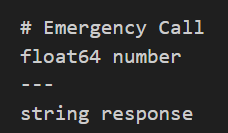 # Emergency Call
float64 number
---
string response